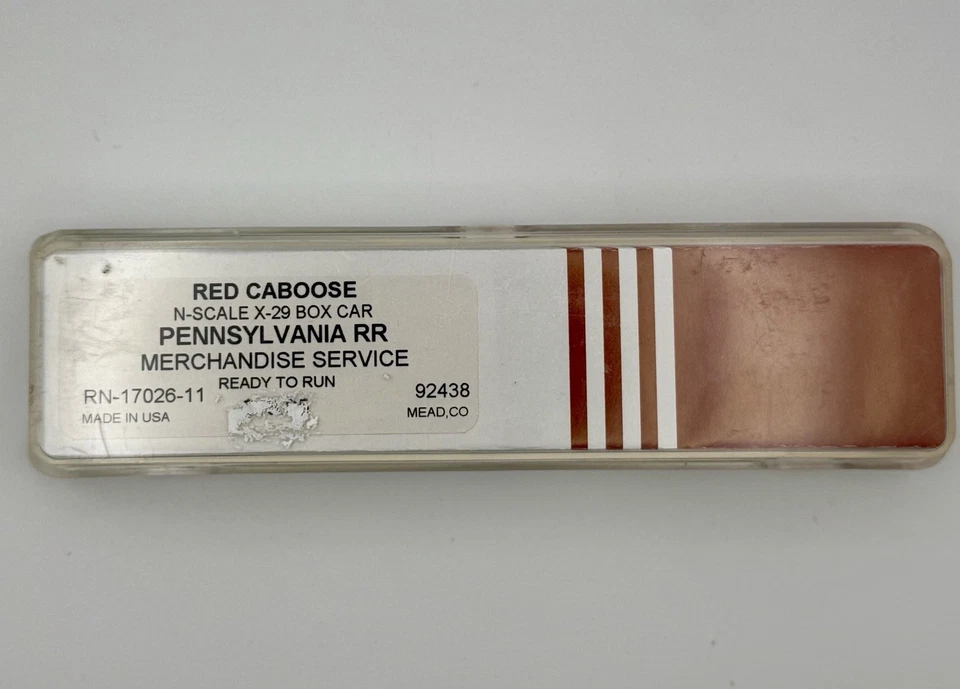 RED CABOOSE
N-SCALE X-29 BOX CAR
PENNSYLVANIA RR
MERCHANDISE SERVICE
READY TO RUN
RN-17026-11 92438
MADE IN USA MEAD,CO